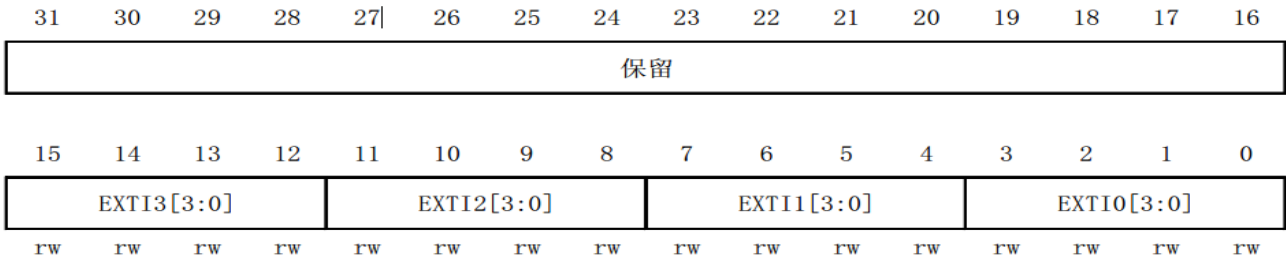 31 30 29 28 27 26 25 24 23 22 21 20 19 18 17 16
保留
15 14 13 12 11 10 9 8 7 6 5 4 3 2 1 0
EXTI3[3:0] EXTI2[3:0] EXTI1[3:0] EXTI0[3:0]
rw rw rw rw rw rw rw rw rw rw rw rw rw rw rw rw